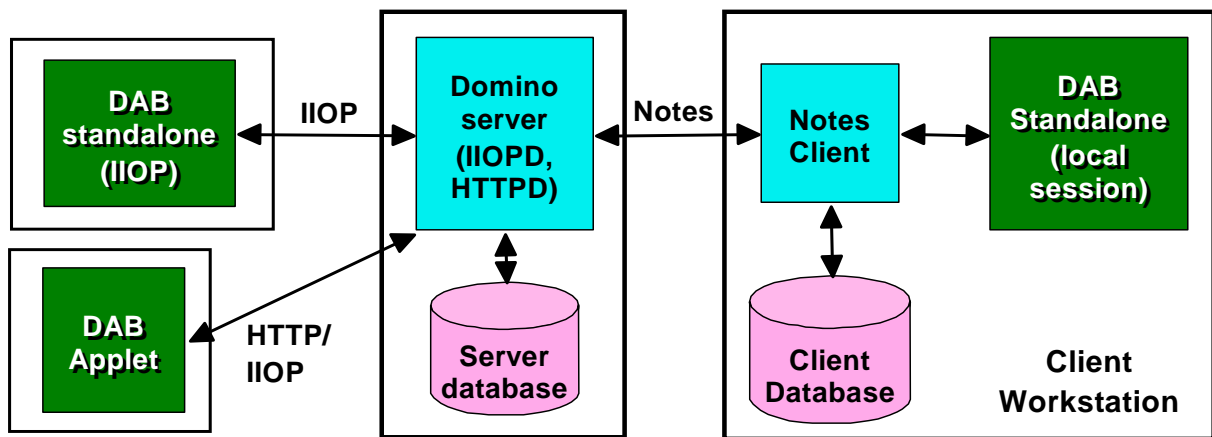 DAB
standalone
(IIOP)
IIOP
Domino
server
(IIOPD,
HTTPD)
Notes
Notes
Client
DAB
Standalone
(local
session)
DAB
Applet
HTTP/
IIOP
Server
database
Client
Database
Client
Workstation